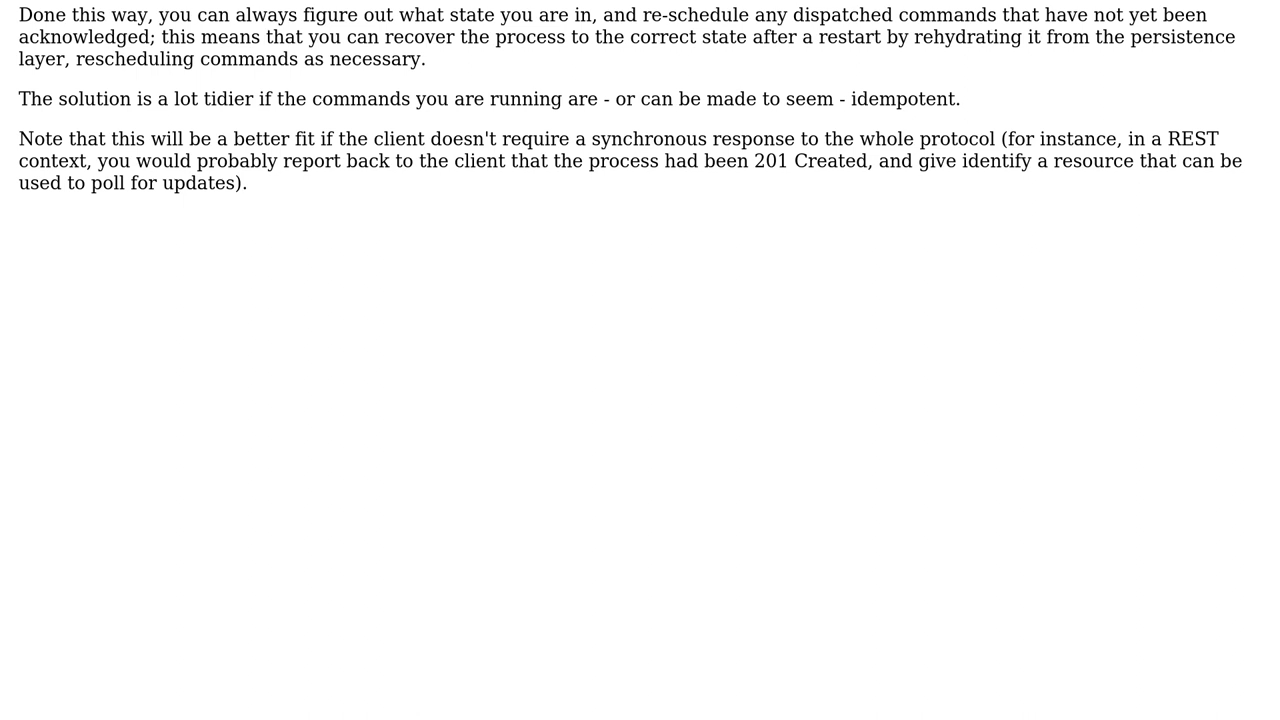 Done this way, you can always figure out what state you are in, and re-schedule any dispatched commands that have not yet been
acknowledged; this means that you can recover the process to the correct state after a restart by rehydrating it from the persistence
layer, rescheduling commands as necessary.
The solution is a lot tidier if the commands you are running are - or can be made to seem - idempotent.
Note that this will be a better fit if the client doesn't require a synchronous response to the whole protocol (for instance, in a REST
context, you would probably report back to the client that the process had been 201 Created, and give identify a resource that can be
used to poll for updates).